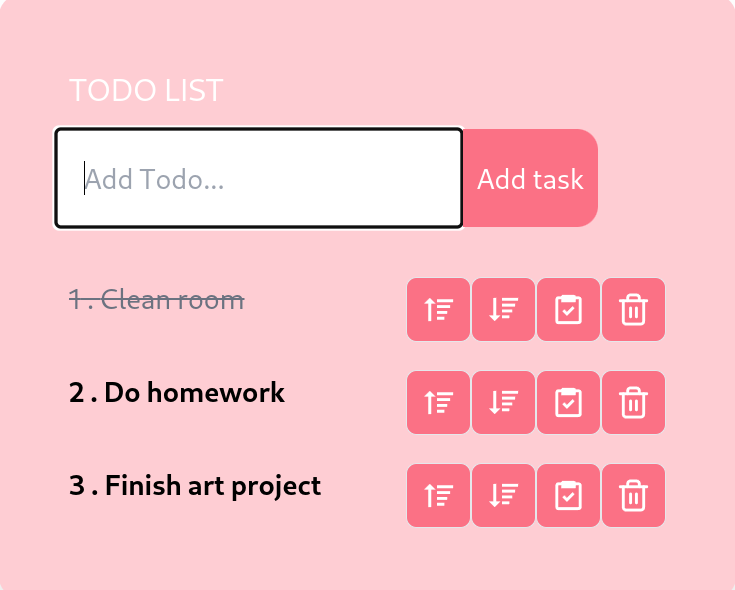 TODO LIST
Add Todo...
Add task
1 . Clean room
2 . Do homework
3 . Finish art project